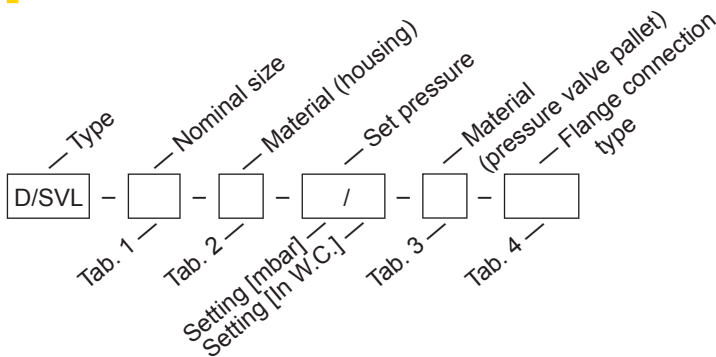 Type
Nominal size
Material (housing)
Set pressure
Material
(pressure valve pallet)
Flange connection
type
D/SVL – – – / – –
Tab. 1
Tab. 2
Setting [mbar]
Setting [In W.C.]
Tab. 3
Tab. 4